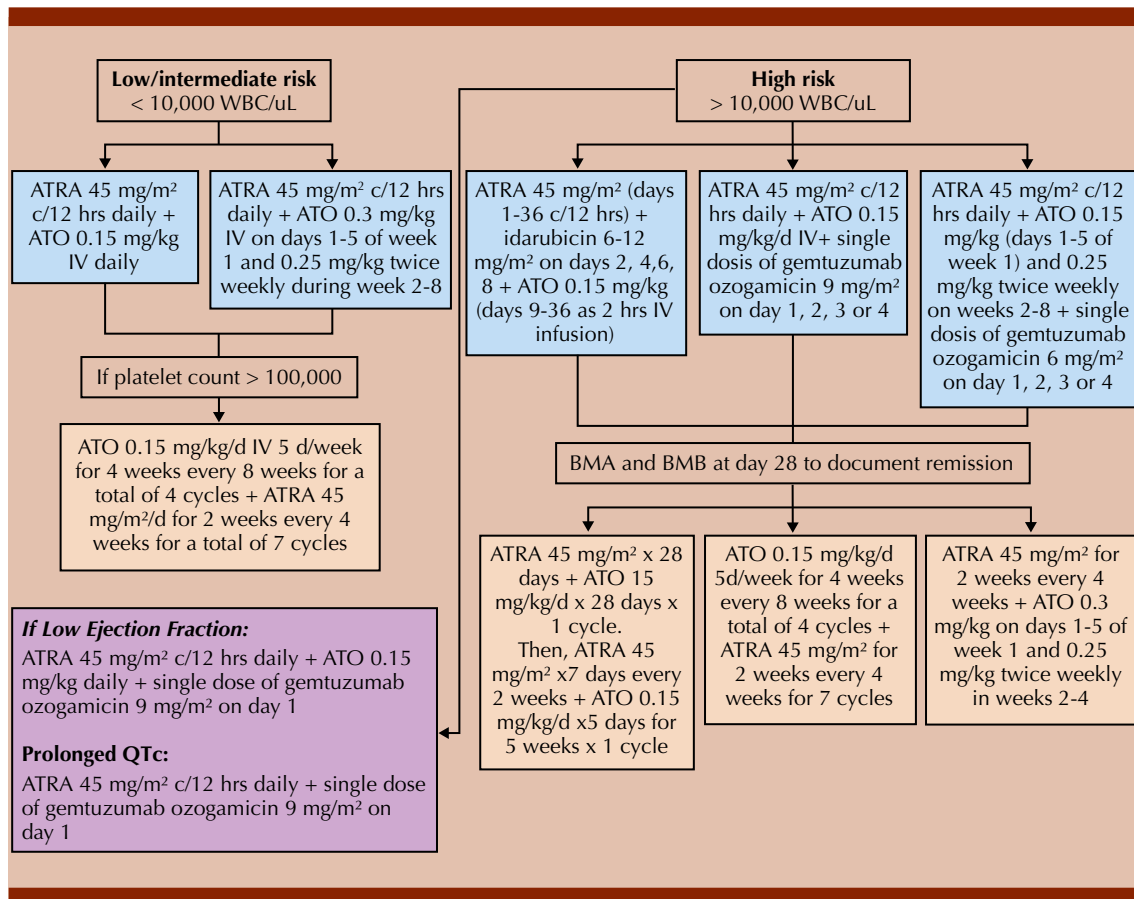 Low/intermediate risk
< 10,000 WBC/uL
High risk
> 10,000 WBC/uL
ATRA 45 mg/m²
c/12 hrs daily +
ATO 0.15 mg/kg
IV daily
ATRA 45 mg/m² c/12 hrs
daily + ATO 0.3 mg/kg
IV on days 1-5 of week
1 and 0.25 mg/kg twice
weekly during week 2-8
ATRA 45 mg/m² (days
1-36 c/12 hrs) +
idarubicin 6-12
mg/m² on days 2, 4,6,
8 + ATO 0.15 mg/kg
(days 9-36 as 2 hrs IV
infusion)
ATRA 45 mg/m² c/12
hrs daily + ATO 0.15
mg/kg/d IV+ single
dosis of gemtuzumab
ozogamicin 9 mg/m²
on day 1, 2, 3 or 4
ATRA 45 mg/m² c/12
hrs daily + ATO 0.15
mg/kg (days 1-5 of
week 1) and 0.25
mg/kg twice weekly
on weeks 2-8 + single
dosis of gemtuzumab
ozogamicin 6 mg/m²
on day 1, 2, 3 or 4
If platelet count > 100,000
ATO 0.15 mg/kg/d IV 5 d/week
for 4 weeks every 8 weeks for a
total of 4 cycles + ATRA 45
mg/m²/d for 2 weeks every 4
weeks for a total of 7 cycles
BMA and BMB at day 28 to document remission
ATRA 45 mg/m² x 28
days + ATO 15
mg/kg/d x 28 days x
1 cycle.
Then, ATRA 45
mg/m² x7 days every
2 weeks + ATO 0.15
mg/kg/d x5 days for
5 weeks x 1 cycle
ATO 0.15 mg/kg/d
5d/week for 4 weeks
every 8 weeks for a
total of 4 cycles +
ATRA 45 mg/m² for
2 weeks every 4
weeks for 7 cycles
ATRA 45 mg/m² for
2 weeks every 4
weeks + ATO 0.3
mg/kg on days 1-5 of
week 1 and 0.25
mg/kg twice weekly
in weeks 2-4
If Low Ejection Fraction:
ATRA 45 mg/m² c/12 hrs daily + ATO 0.15
mg/kg daily + single dose of gemtuzumab
ozogamicin 9 mg/m² on day 1
Prolonged QTc:
ATRA 45 mg/m² c/12 hrs daily + single dose
of gemtuzumab ozogamicin 9 mg/m² on
day 1